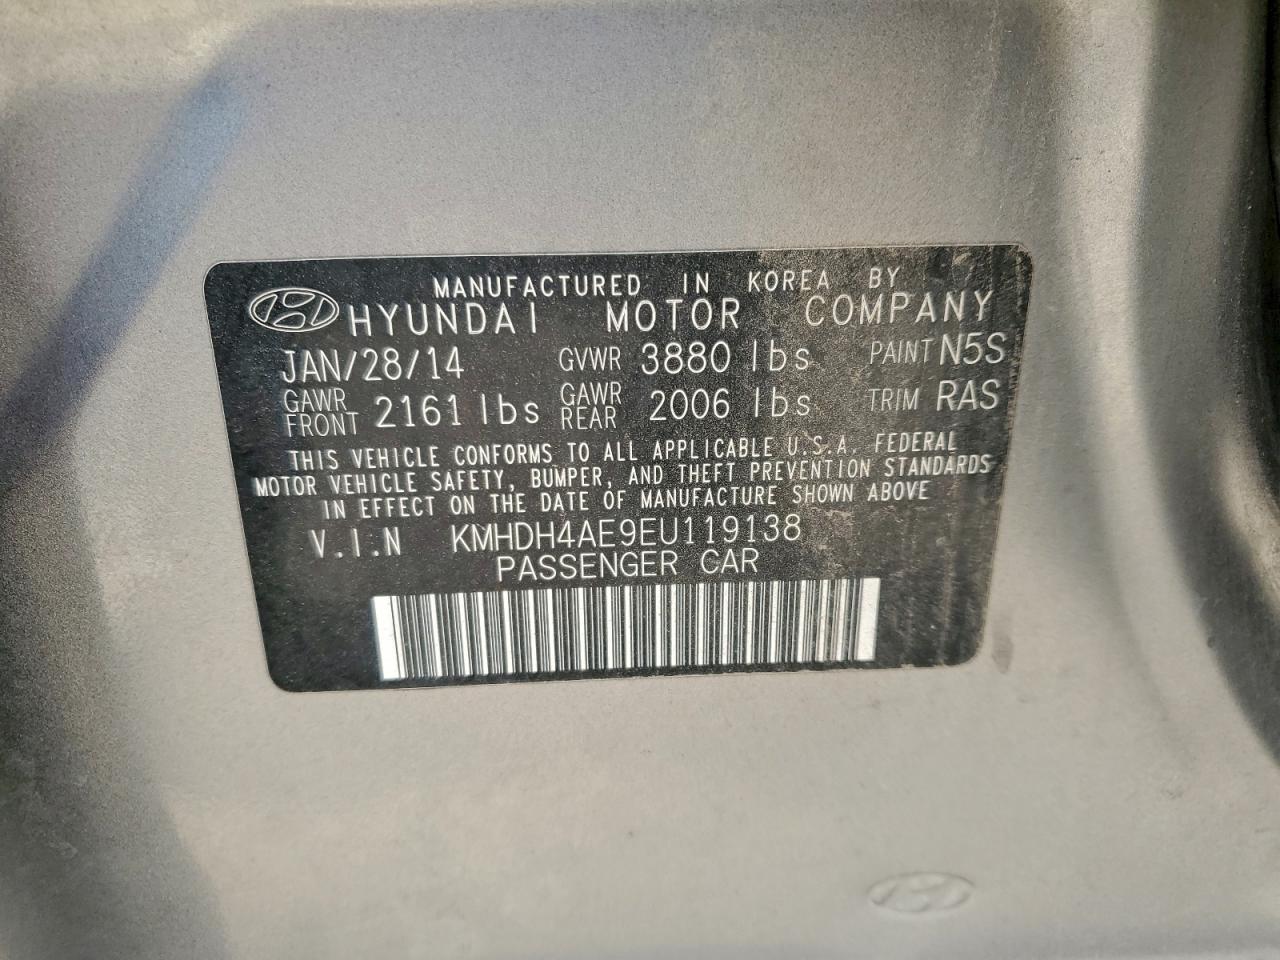 MANUFACTURED IN KOREA BY
HYUNDAI MOTOR COMPANY
JAN/28/14 GVWR 3880 lbs PAINT N5S
GAWR FRONT 2161 lbs GAWR REAR 2006 lbs TRIM RAS
THIS VEHICLE CONFORMS TO ALL APPLICABLE U.S.A. FEDERAL
MOTOR VEHICLE SAFETY, BUMPER, AND THEFT PREVENTION STANDARDS
IN EFFECT ON THE DATE OF MANUFACTURE SHOWN ABOVE
V.I.N KMHDH4AE9EU119138
PASSENGER CAR